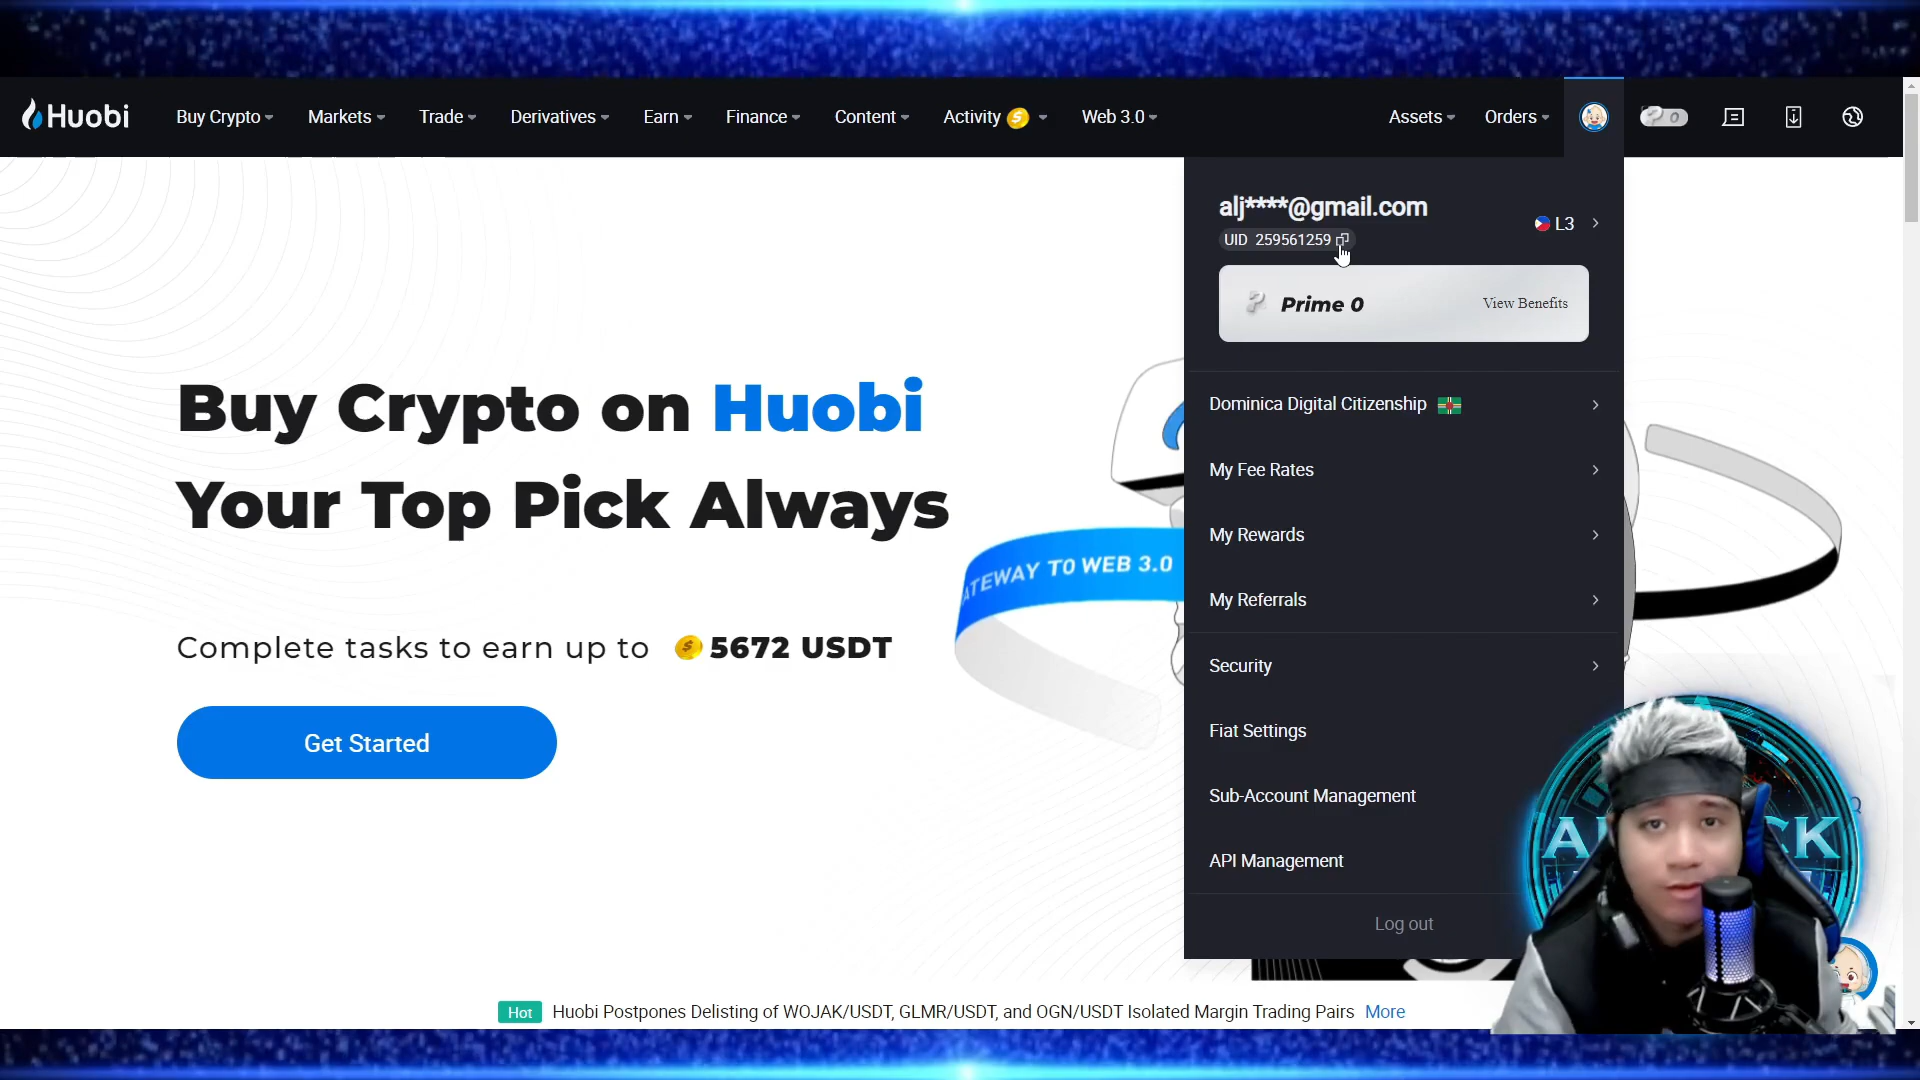 Huobi
Buy Crypto
Markets
Trade
Derivatives
Earn
Finance
Content
Activity
Web 3.0
Assets
Orders
0
alj****@gmail.com
UID 259561259
L3
Prime 0
View Benefits
Dominica Digital Citizenship
My Fee Rates
My Rewards
My Referrals
Security
Fiat Settings
Sub-Account Management
API Management
Log out
Buy Crypto on Huobi
Your Top Pick Always
ATEWAY TO WEB 3.0
Complete tasks to earn up to 5672 USDT
Get Started
Hot
Huobi Postpones Delisting of WOJAK/USDT, GLMR/USDT, and OGN/USDT Isolated Margin Trading Pairs More